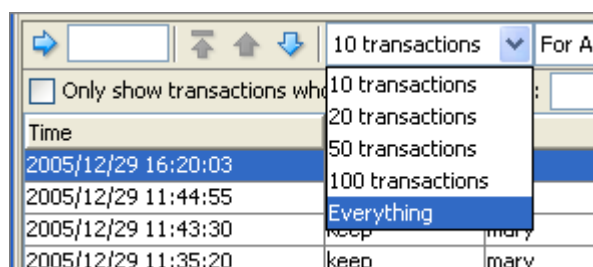 10 transactions For A
Only show transactions who :
10 transactions
20 transactions
50 transactions
100 transactions
Everything
Time
2005/12/29 16:20:03
2005/12/29 11:44:55
2005/12/29 11:43:30 keep mary
2005/12/29 11:35:20 keep mary